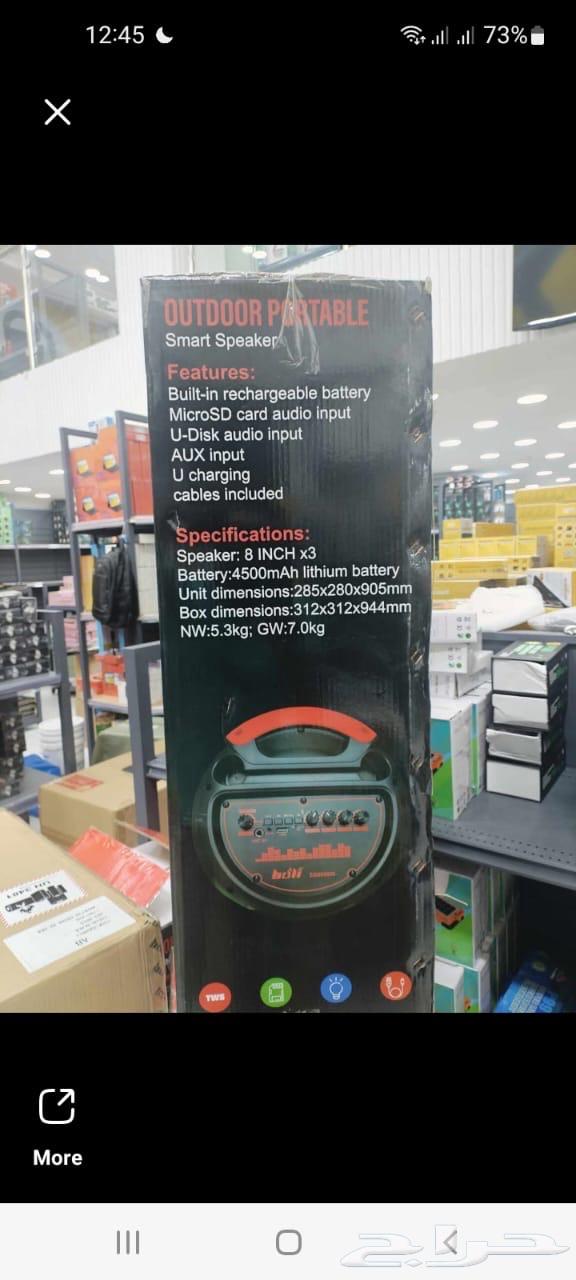 12:45
73%
OUTDOOR PORTABLE
Smart Speaker
Features:
Built-in rechargeable battery
MicroSD card audio input
U-Disk audio input
AUX input
U charging
cables included
Specifications:
Speaker: 8 INCH x3
Battery:4500mAh lithium battery
Unit dimensions:285x280x905mm
Box dimensions:312x312x944mm
NW:5.3kg; GW:7.0kg
TWS
UN 3481
More
حراج